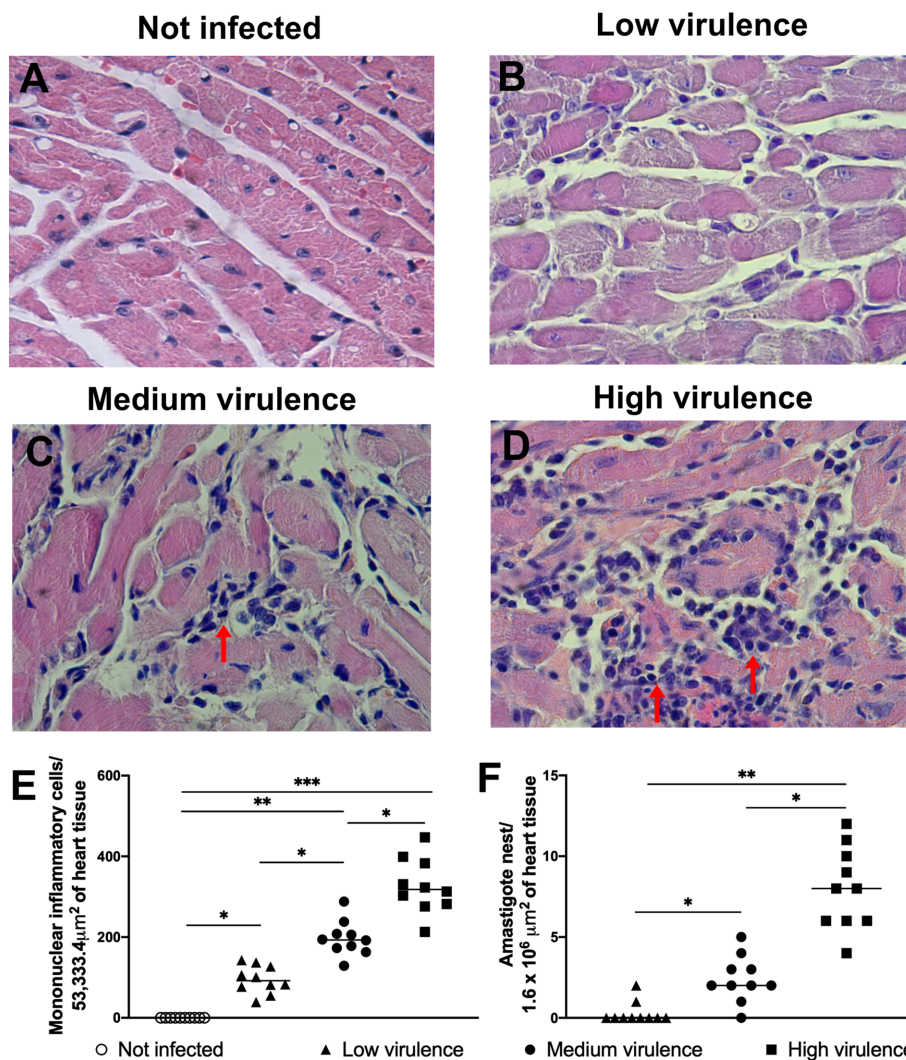 Not infected
Low virulence
A
B
Medium virulence
High virulence
C
D
E
Mononuclear inflammatory cells/
53,333.4μm² of heart tissue
600
400
200
0
***
**
*
*
*
F
Amastigote nest/
1.6 x 10⁶ μm² of heart tissue
15
10
5
0
**
*
*
Not infected
Low virulence
Medium virulence
High virulence